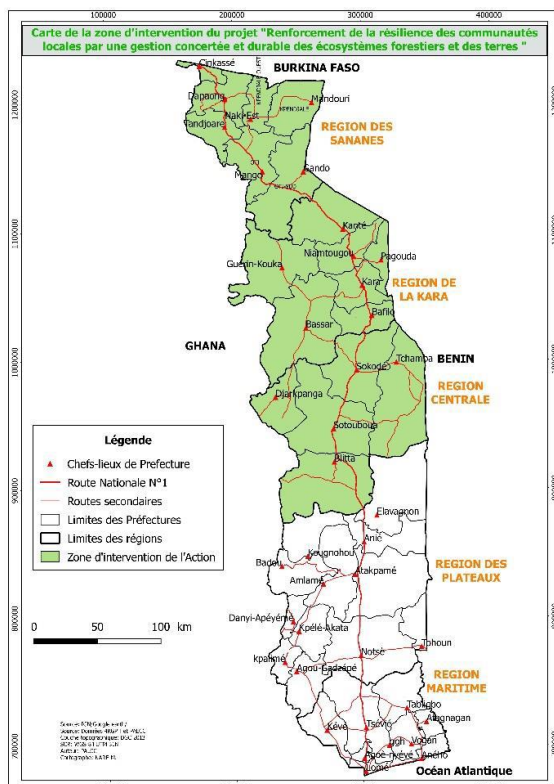 100000 200000 300000 400000
Carte de la zone d'intervention du projet "Renforcement de la résilience des communautés
locales par une gestion concertée et durable des écosystèmes forestiers et des terres "
BURKINA FASO
Cinkassé
Dapaong
Mandouri
Naki-Est
Tandjoare
REGION DES
SANANES
Mango
Gando
Kanté
Niamtougou
Pagouda
Guérin-Kouka
Kara
REGION DE
LA KARA
Bafilo
Bassar
GHANA
BENIN
Tchamba
Sokodé
REGION
CENTRALE
Djarkpanga
Sotouboua
Blitta
Légende
Chefs-lieux de Prefecture
Route Nationale N°1
Routes secondaires
Limites des Préfectures
Limites des régions
Zone d'intervention de l'Action
Elavagnon
Anié
Kougnohou
Badou
Atakpamé
Amlamé
REGION DES
PLATEAUX
Danyi-Apéyémé
Kpélé-Akata
0 50 100 km
Notsè
Tohoun
kpalimé
Agou-Gadzépé
REGION
MARITIME
Tabligbo
Kévé
Tsévié
Vogan
Aného
Agoè-nyévé
Lomé
Océan Atlantique
1200000
1100000
1000000
900000
800000
700000